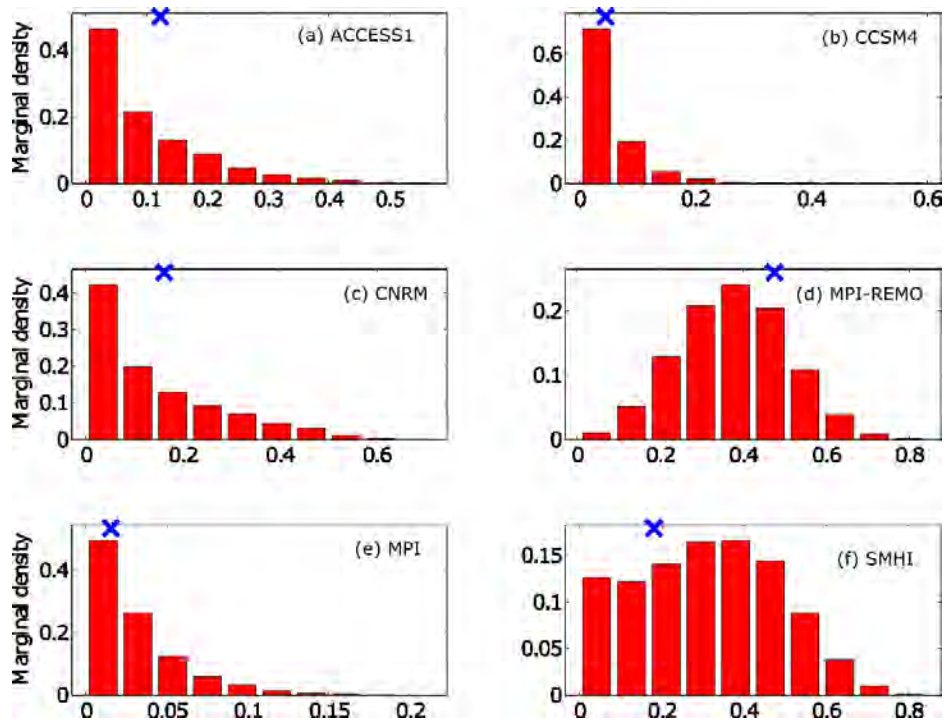 (a) ACCESS1
Marginal density
0.4
0.2
0
0 0.1 0.2 0.3 0.4 0.5
(b) CCSM4
0.6
0.4
0.2
0
0 0.2 0.4 0.6
(c) CNRM
Marginal density
0.4
0.3
0.2
0.1
0
0 0.2 0.4 0.6
(d) MPI-REMO
0.2
0.1
0
0 0.2 0.4 0.6 0.8
(e) MPI
Marginal density
0.4
0.2
0
0 0.05 0.1 0.15 0.2
(f) SMHI
0.15
0.1
0.05
0
0 0.2 0.4 0.6 0.8